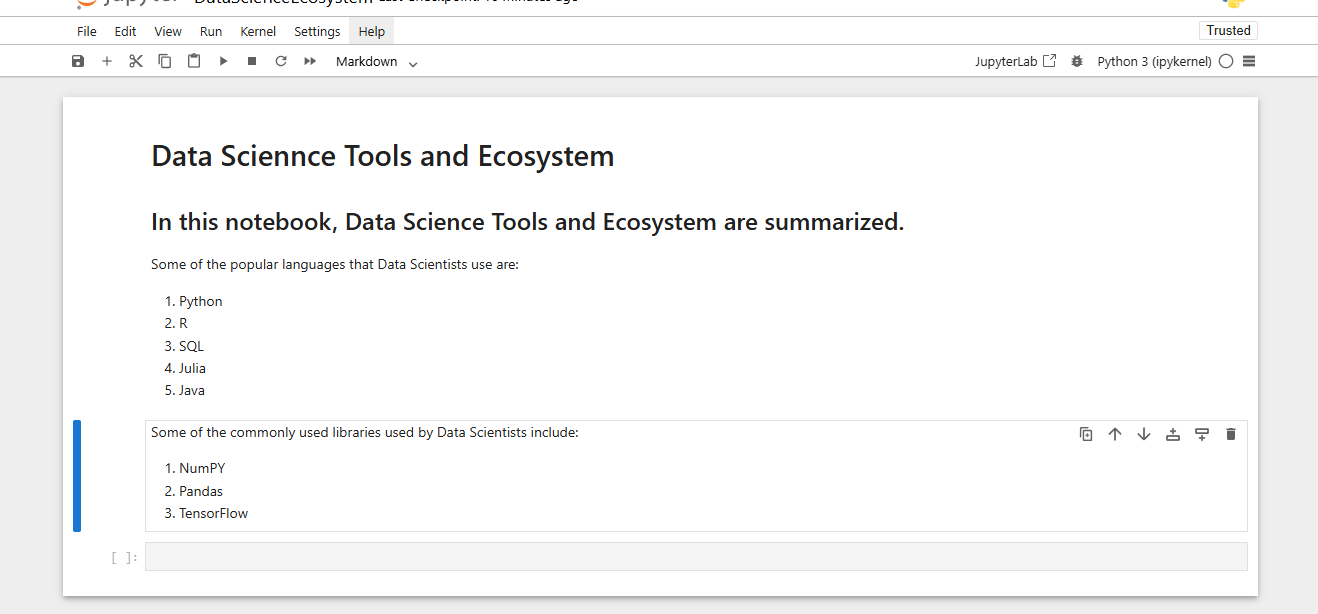 File Edit View Run Kernel Settings Help Trusted
Markdown JupyterLab Python 3 (ipykernel)
Data Sciennce Tools and Ecosystem
In this notebook, Data Science Tools and Ecosystem are summarized.
Some of the popular languages that Data Scientists use are:
1. Python
2. R
3. SQL
4. Julia
5. Java
Some of the commonly used libraries used by Data Scientists include:
1. NumPY
2. Pandas
3. TensorFlow
[ ]: